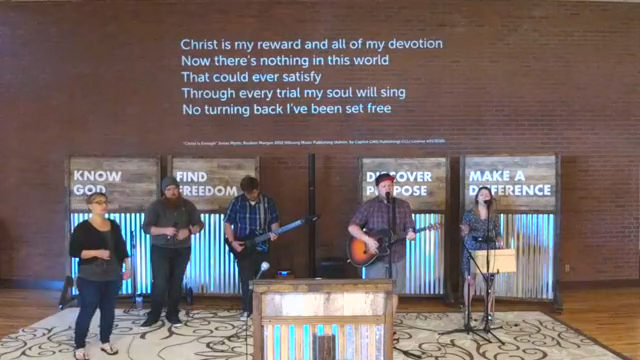 Christ is my reward and all of my devotion
Now there's nothing in this world
That could ever satisfy
Through every trial my soul will sing
No turning back I've been set free
KNOW
GOD
FIND
FREEDOM
DISCOVER
PURPOSE
MAKE A
DIFFERENCE